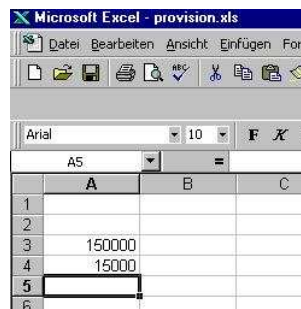 Microsoft Excel - provision.xls
Datei Bearbeiten Ansicht Einfügen
ABC
Arial 10 F K
A5 =
A B C
1
2
3 150000
4 15000
5
6